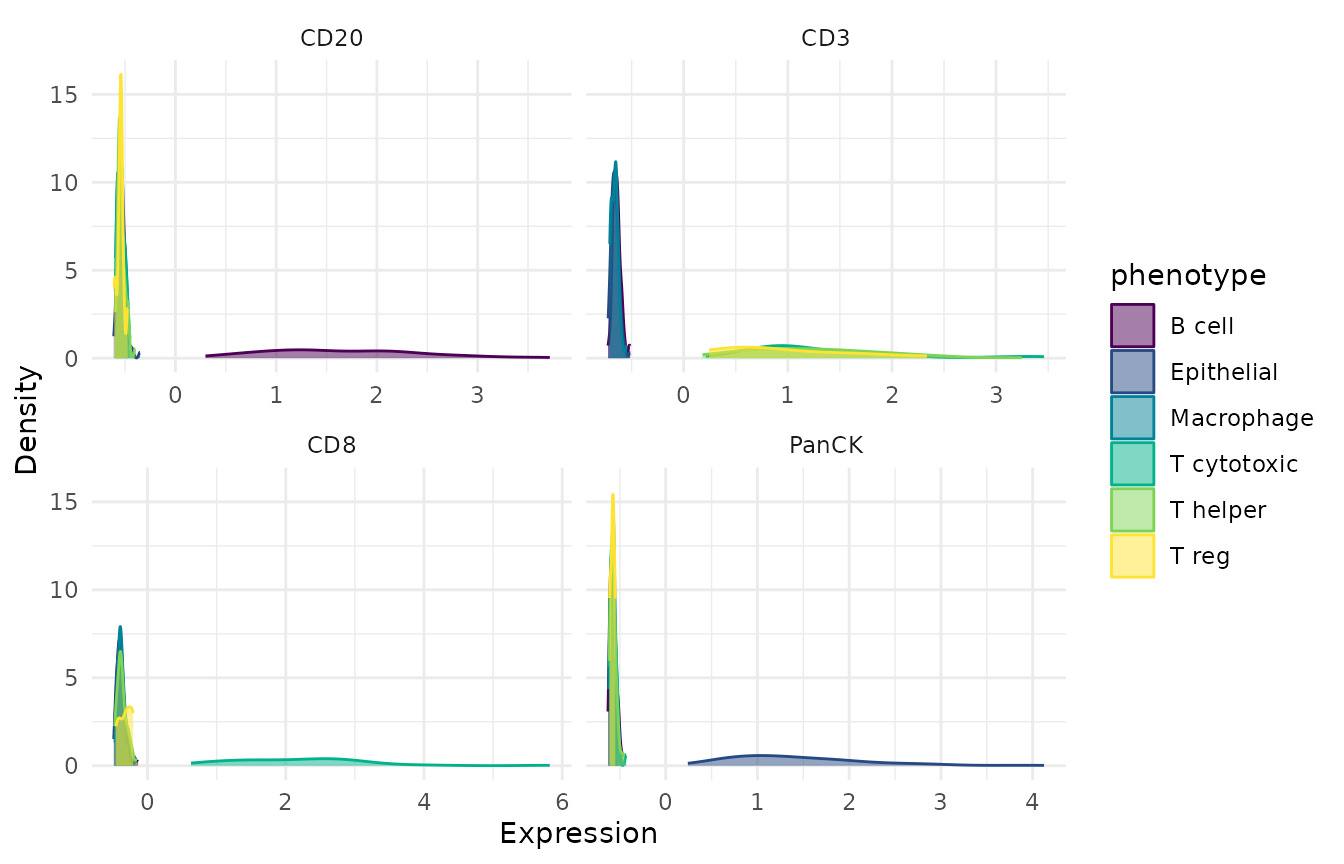 CD20
CD3
15
10
5
0
0 1 2 3
0 1 2 3
CD8
PanCK
15
10
5
0
0 2 4 6
0 1 2 3 4
Density
Expression
phenotype
B cell
Epithelial
Macrophage
T cytotoxic
T helper
T reg